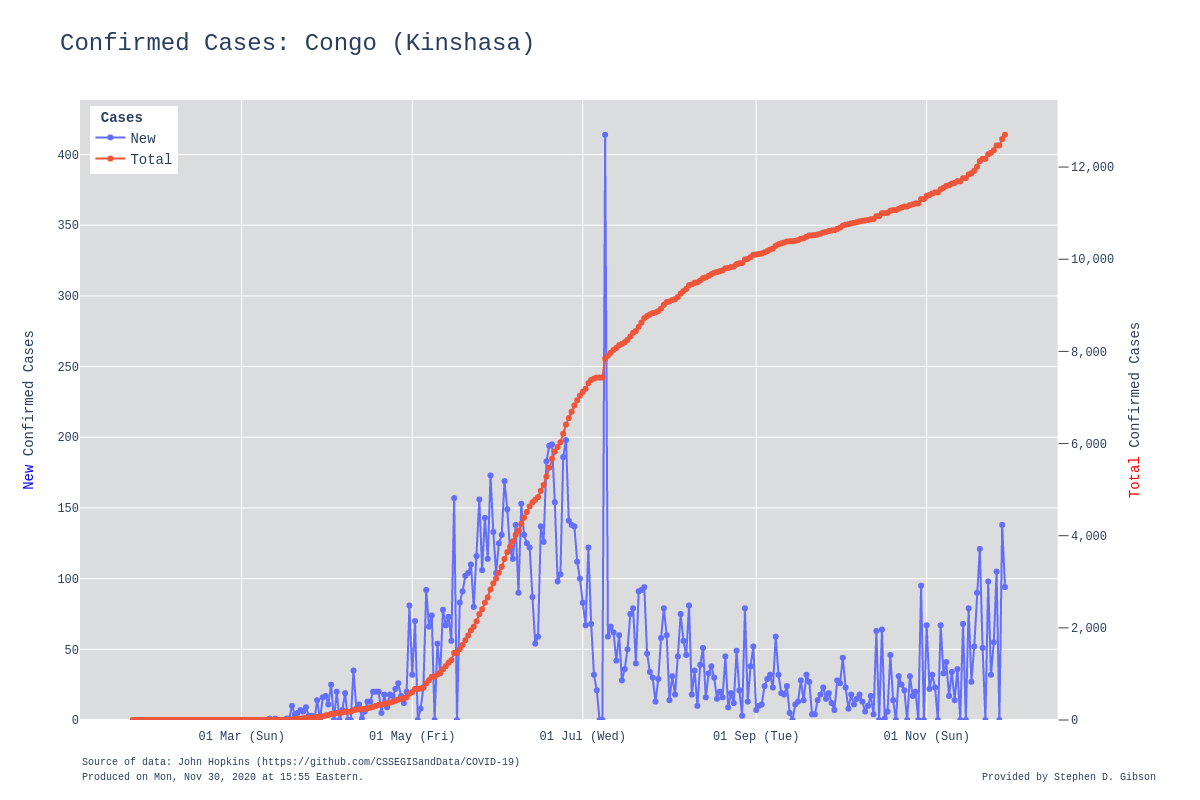 Confirmed Cases: Congo (Kinshasa)
Cases
New
Total
400
350
300
250
200
150
100
50
0
New Confirmed Cases
12,000
10,000
8,000
6,000
4,000
2,000
0
Total Confirmed Cases
01 Mar (Sun)
01 May (Fri)
01 Jul (Wed)
01 Sep (Tue)
01 Nov (Sun)
Source of data: John Hopkins (https://github.com/CSSEGISandData/COVID-19)
Produced on Mon, Nov 30, 2020 at 15:55 Eastern.
Provided by Stephen D. Gibson